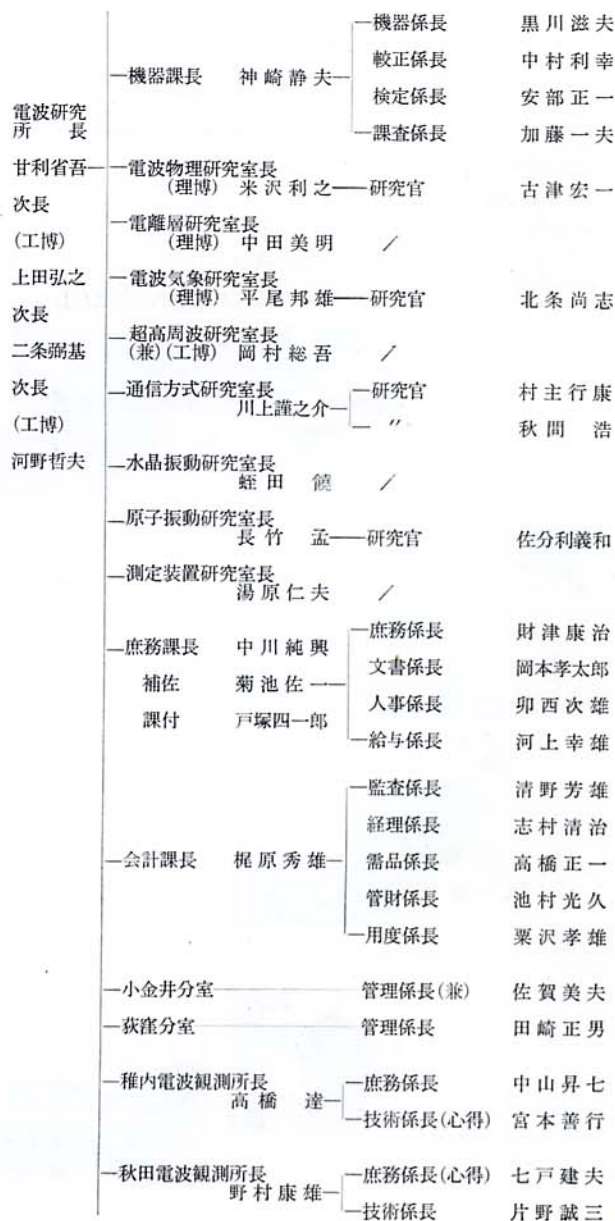 電波研究
所　　長
甘利省吾
次長
(工博)
上田弘之
次長
二条弼基
次長
(工博)
河野哲夫
機器課長　神崎静夫
機器係長　黒川滋夫
較正係長　中村利幸
検定係長　安部正一
課査係長　加藤一夫
電波物理研究室長
(理博) 米沢利之　研究官　古津宏一
電離層研究室長
(理博) 中田美明　〃
電波気象研究室長
(理博) 平尾邦雄　研究官　北条尚志
超高周波研究室長
(兼)(工博) 岡村総吾　〃
通信方式研究室長
川上謹之介
研究官　村主行康
〃　秋間　浩
水晶振動研究室長
蛭田　饒　〃
原子振動研究室長
長竹　孟　研究官　佐分利義和
測定装置研究室長
湯原仁夫　〃
庶務課長　中川純興
補佐　菊池佐一
課付　戸塚四一郎
庶務係長　財津康治
文書係長　岡本孝太郎
人事係長　卯西次雄
給与係長　河上幸雄
会計課長　梶原秀雄
監査係長　清野芳雄
経理係長　志村清治
需品係長　高橋正一
管財係長　池村光久
用度係長　粟沢孝雄
小金井分室　管理係長(兼)　佐賀美夫
荻窪分室　管理係長　田崎正男
稚内電波観測所長
高橋　達
庶務係長　中山昇七
技術係長(心得)　宮本善行
秋田電波観測所長
野村康雄
庶務係長(心得)　七戸建夫
技術係長　片野誠三